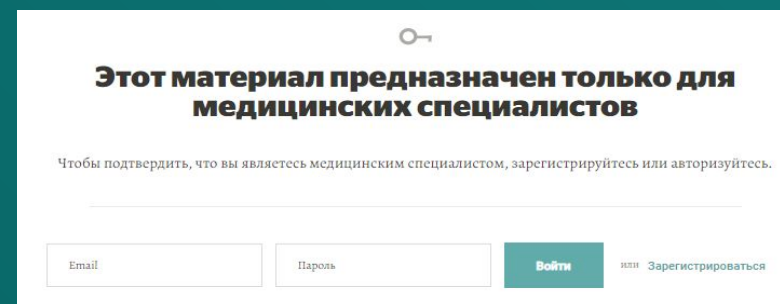 Этот материал предназначен только для
медицинских специалистов
Чтобы подтвердить, что вы являетесь медицинским специалистом, зарегистрируйтесь или авторизуйтесь.
Email Пароль Войти или Зарегистрироваться